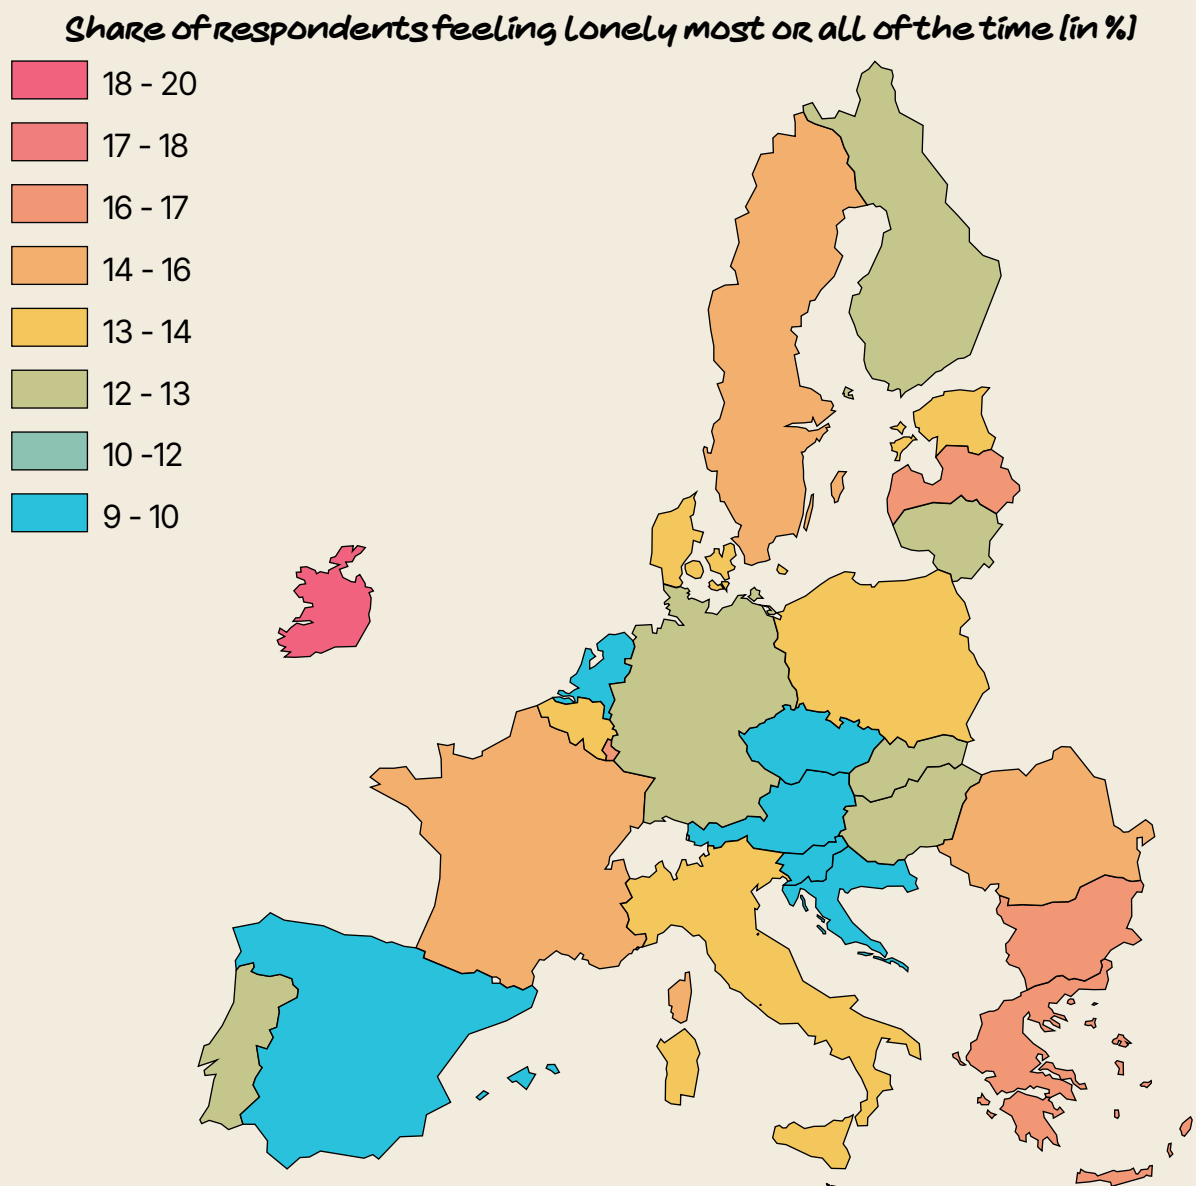 Share of respondents feeling lonely most or all of the time [in %]
18 - 20
17 - 18
16 - 17
14 - 16
13 - 14
12 - 13
10 -12
9 - 10